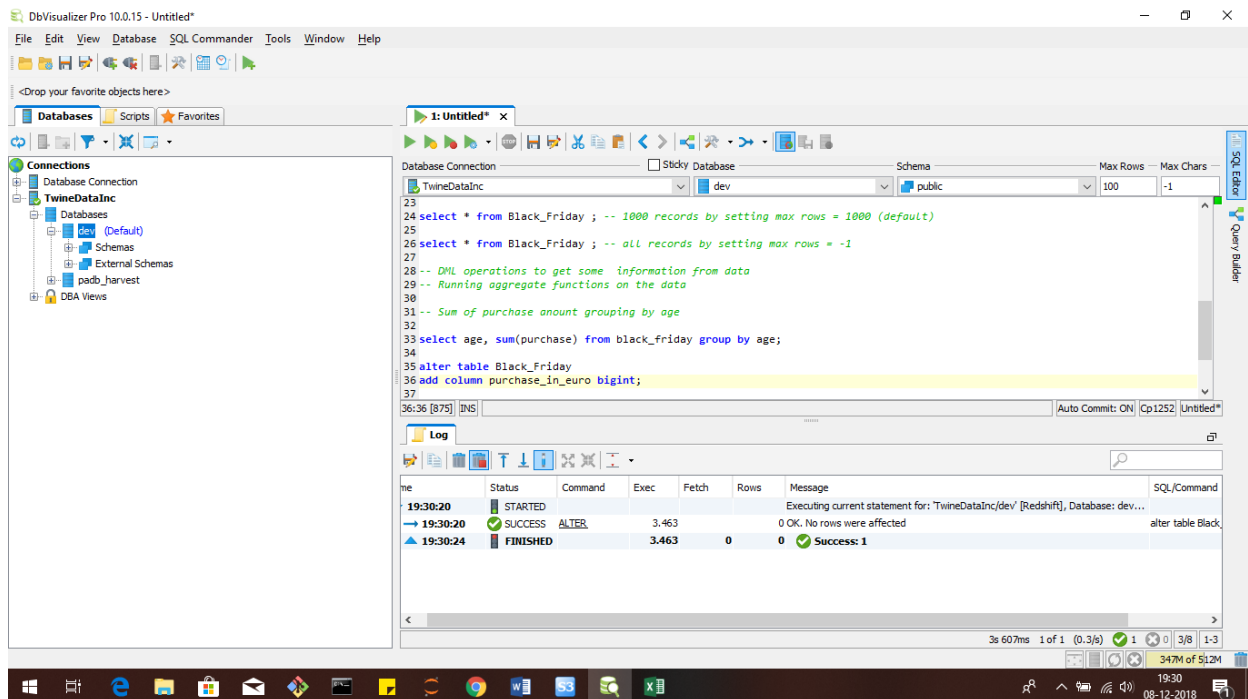 DbVisualizer Pro 10.0.15 - Untitled*
File Edit View Database SQL Commander Tools Window Help
<Drop your favorite objects here>
Databases Scripts Favorites
1: Untitled*
Connections
Database Connection
TwineDataInc
Databases
dev (Default)
Schemas
External Schemas
padb_harvest
DBA Views
Database Connection Sticky Database Schema Max Rows Max Chars
TwineDataInc dev public 100 -1
23
24 select * from Black_Friday ; -- 1000 records by setting max rows = 1000 (default)
25
26 select * from Black_Friday ; -- all records by setting max rows = -1
27
28 -- DML operations to get some information from data
29 -- Running aggregate functions on the data
30
31 -- Sum of purchase anount grouping by age
32
33 select age, sum(purchase) from black_friday group by age;
34
35 alter table Black_Friday
36 add column purchase_in_euro bigint;
37
36:36 [875] INS Auto Commit: ON Cp1252 Untitled*
SQL Editor
Query Builder
Log
me Status Command Exec Fetch Rows Message SQL/Command
19:30:20 STARTED Executing current statement for: 'TwineDataInc/dev' [Redshift], Database: dev...
19:30:20 SUCCESS ALTER 3.463 0 OK. No rows were affected alter table Black_
19:30:24 FINISHED 3.463 0 0 Success: 1
3s 607ms 1 of 1 (0.3/s) 1 0 3/8 1-3
347M of 512M
19:30
08-12-2018